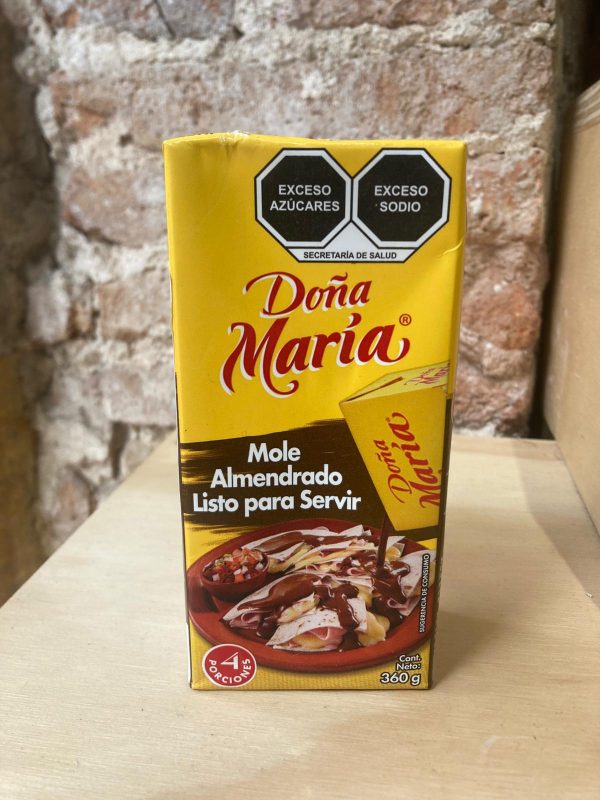 EXCESO
AZÚCARES
EXCESO
SODIO
SECRETARÍA DE SALUD
Doña
María®
Doña
María
Mole
Almendrado
Listo para Servir
SUGERENCIA DE CONSUMO
4
PORCIONES
Cont.
Neto:
360 g